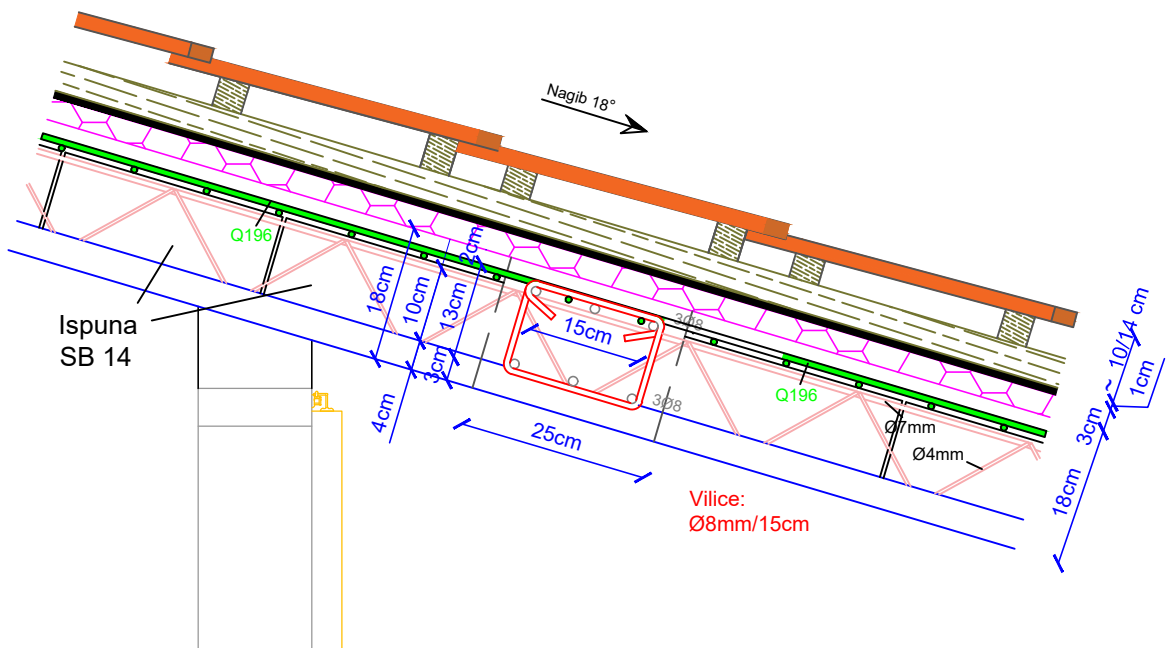 Nagib 18°
Q196
2cm
18cm
10cm
13cm
3cm
4cm
Ispuna
SB 14
15cm
3Ø8
3Ø8
25cm
Q196
Ø7mm
Ø4mm
Vilice:
Ø8mm/15cm
~ 10/14 cm
1cm
3cm
18cm